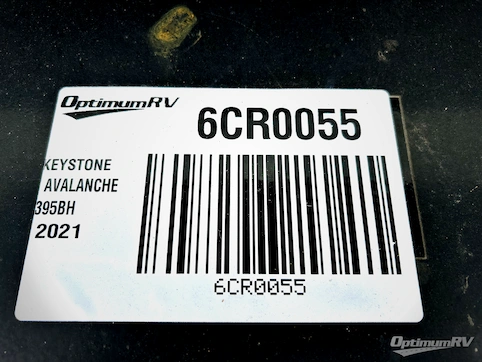 OptimumRV
6CR0055
KEYSTONE
AVALANCHE
395BH
2021
6CR0055
OptimumRV